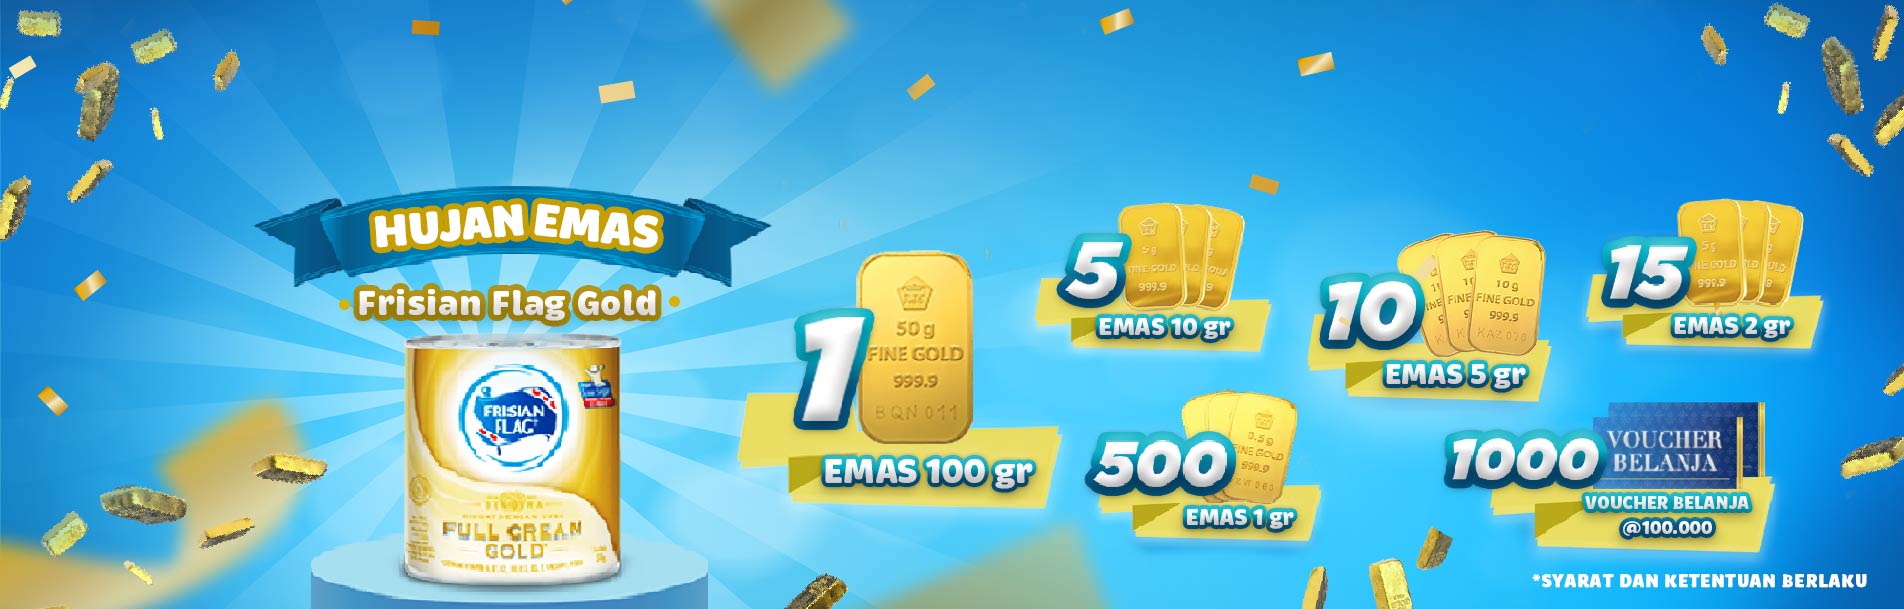 HUJAN EMAS
Frisian Flag Gold
FRISIAN
FLAG
FULL CREAM
GOLD
1
50 g
FINE GOLD
999.9
BQN 011
EMAS 100 gr
5
5 g
FINE GOLD
999.9
EMAS 10 gr
10
10 g
FINE GOLD
999.9
KAZ 070
EMAS 5 gr
15
5 g
FINE GOLD
999.9
EMAS 2 gr
500
0.5 g
FINE GOLD
999.9
EMAS 1 gr
1000
VOUCHER
BELANJA
VOUCHER BELANJA
@100.000
*SYARAT DAN KETENTUAN BERLAKU